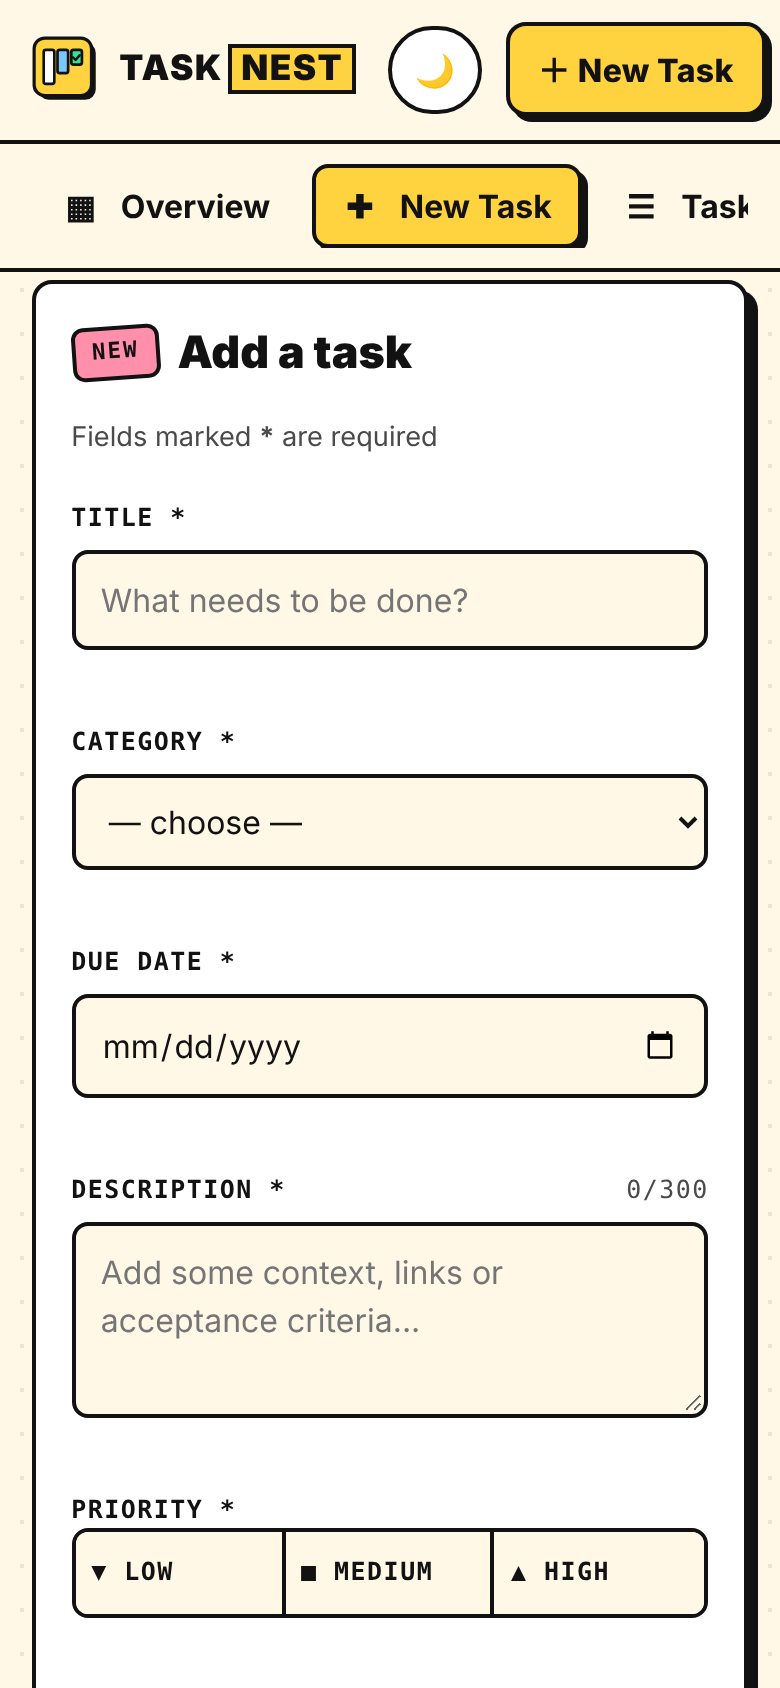 TASK NEST
+ New Task
Overview
New Task
Task
NEW
Add a task
Fields marked * are required
TITLE *
What needs to be done?
CATEGORY *
— choose —
DUE DATE *
mm/dd/yyyy
DESCRIPTION *
0/300
Add some context, links or
acceptance criteria...
PRIORITY *
▼ LOW
■ MEDIUM
▲ HIGH